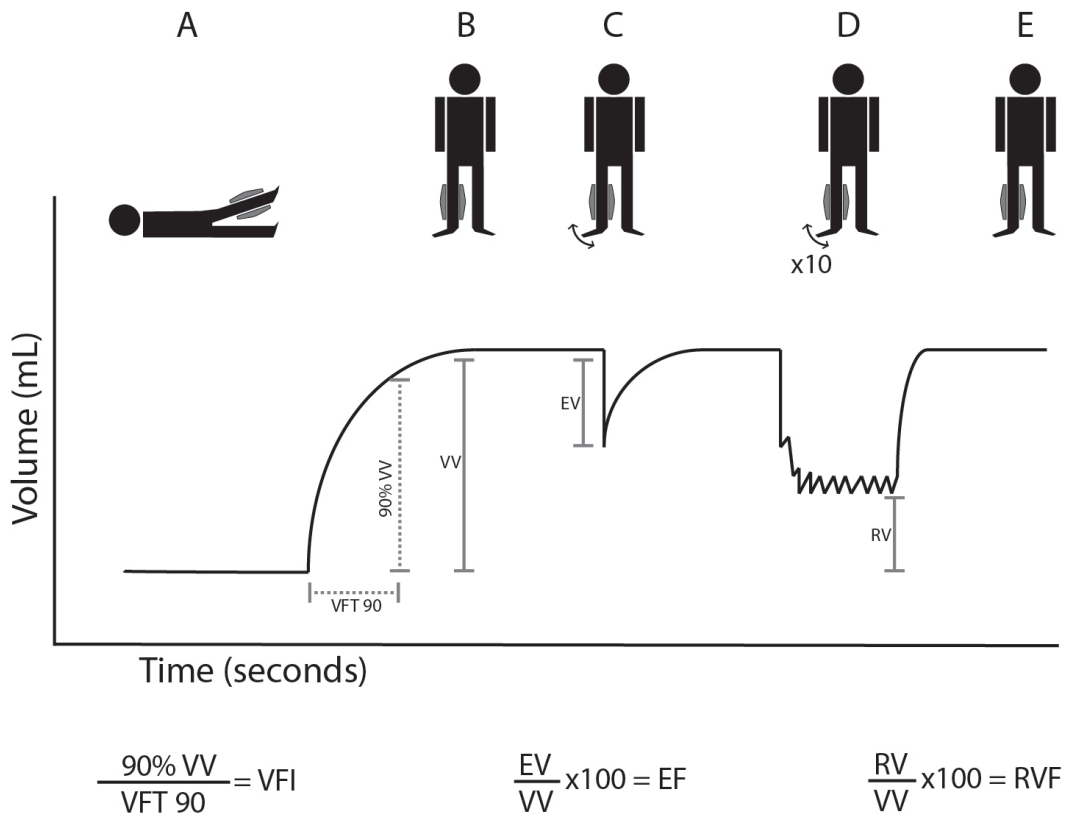 A B C D E
x10
Volume (mL)
EV
VV
90% VV
RV
VFT 90
Time (seconds)
90% VV
VFT 90
= VFI
EV
VV
x100 = EF
RV
VV
x100 = RVF